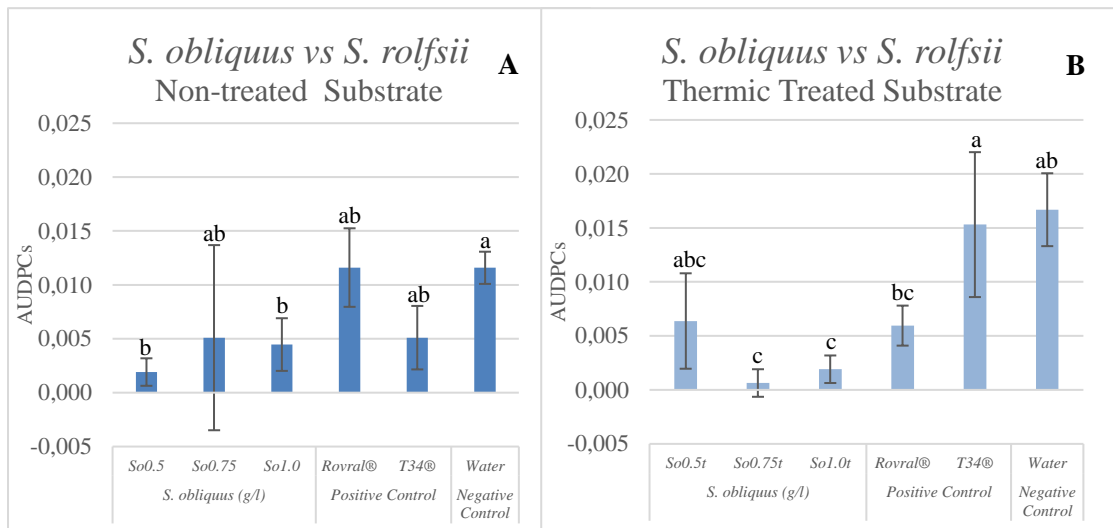 S. obliquus vs S. rolfsii
Non-treated Substrate
A
AUDPCs
0,025
0,020
0,015
0,010
0,005
0,000
-0,005
b
ab
b
ab
ab
a
So0.5 So0.75 So1.0 Rovral® T34® Water
S. obliquus (g/l) Positive Control Negative
Control
S. obliquus vs S. rolfsii
Thermic Treated Substrate
B
AUDPCs
0,025
0,020
0,015
0,010
0,005
0,000
-0,005
abc
c
c
bc
a
ab
So0.5t So0.75t So1.0t Rovral® T34® Water
S. obliquus (g/l) Positive Control Negative
Control